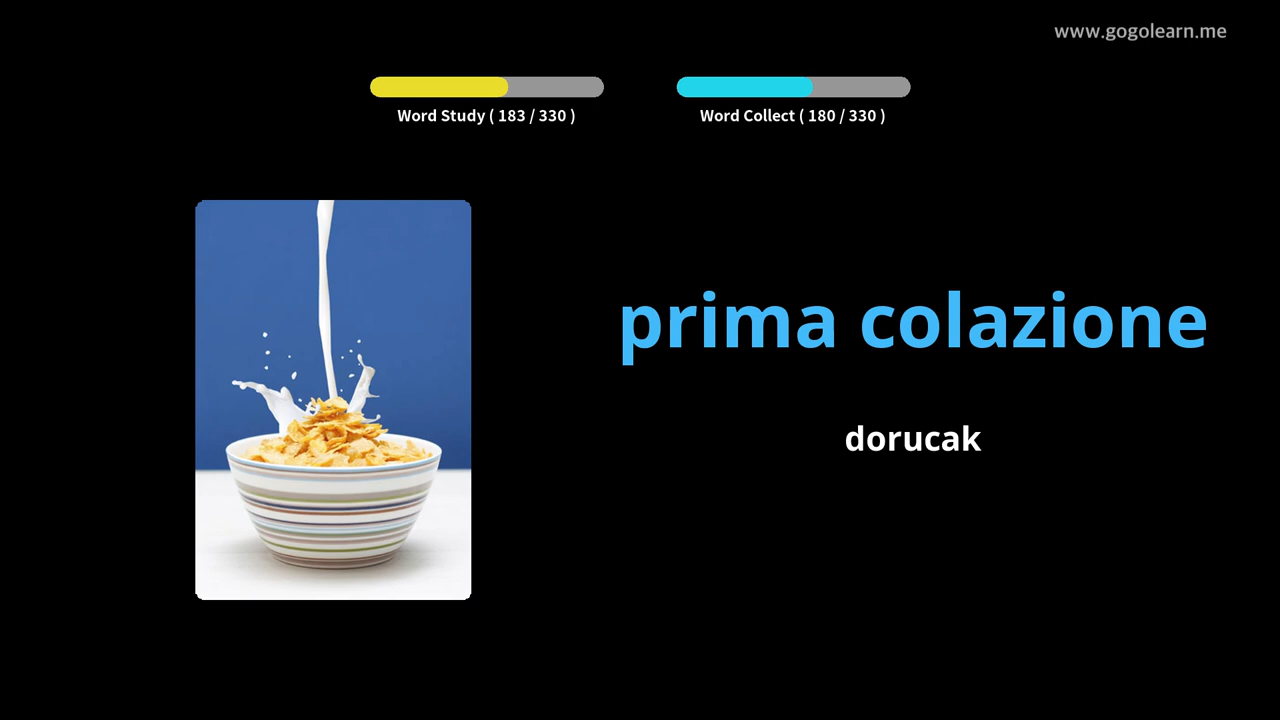 www.gogolearn.me
Word Study ( 183 / 330 )
Word Collect ( 180 / 330 )
prima colazione
dorucak